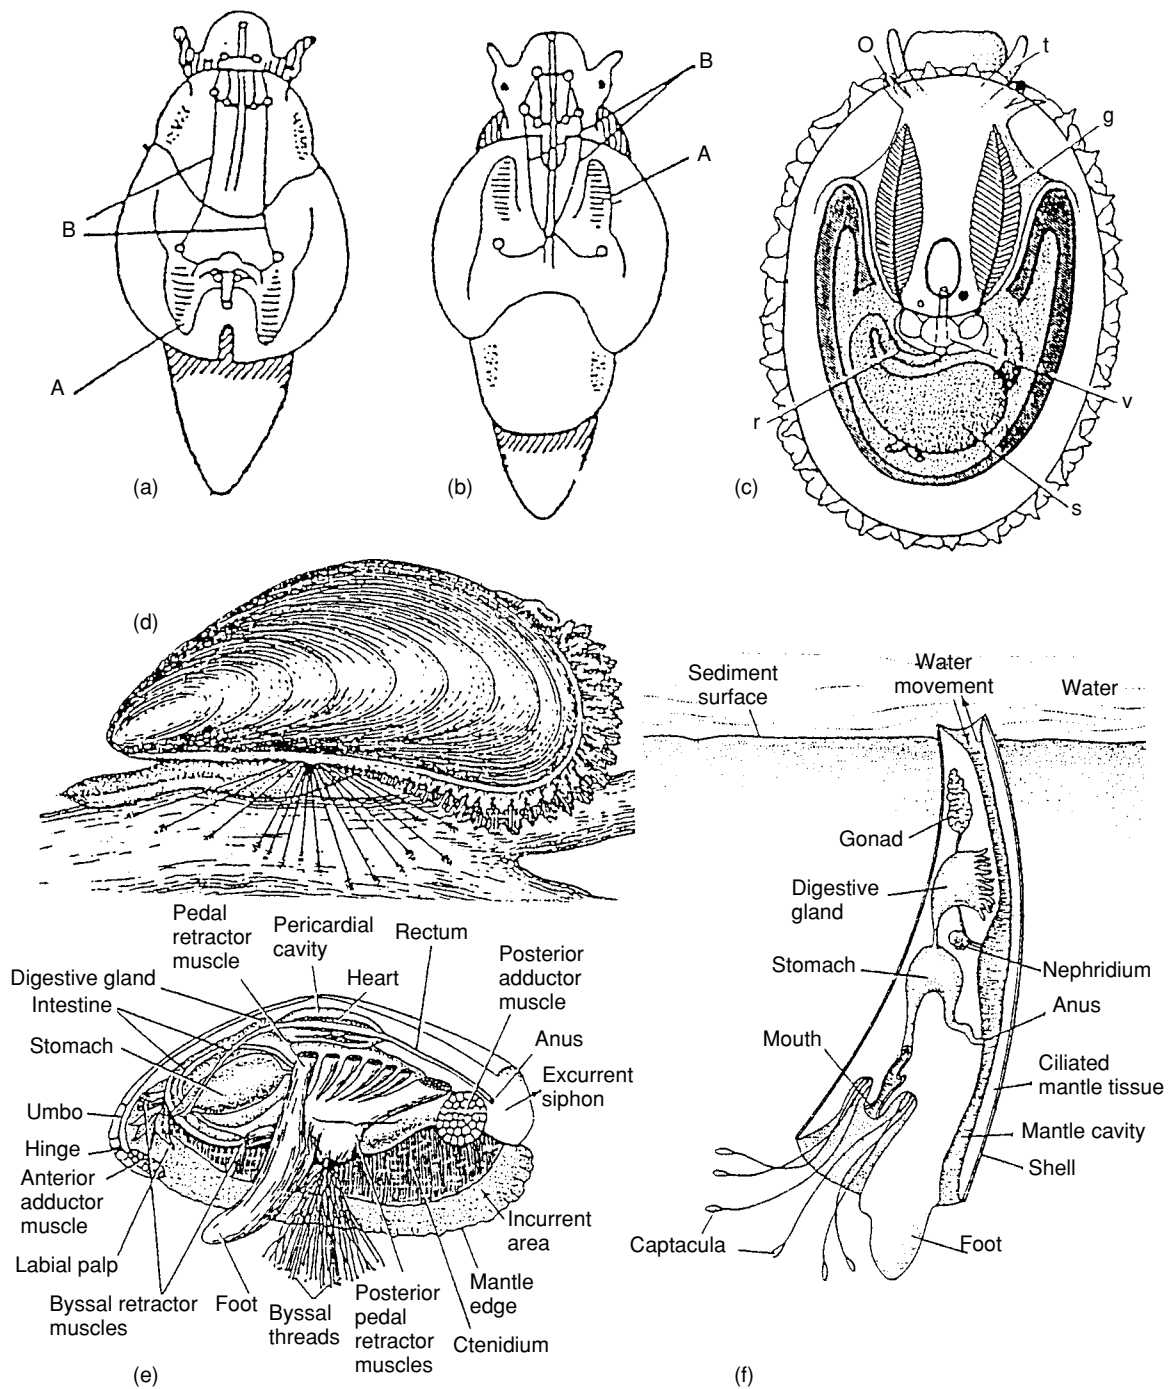 B
A
(a)
B
A
(b)
O
t
g
r
v
s
(c)
(d)
Pedal
retractor
muscle
Pericardial
cavity
Rectum
Posterior
adductor
muscle
Digestive gland
Heart
Intestine
Anus
Stomach
Excurrent
siphon
Umbo
Hinge
Anterior
adductor
muscle
Incurrent
area
Labial palp
Byssal retractor
muscles
Foot
Byssal
threads
Posterior
pedal
retractor
muscles
Mantle
edge
Ctenidium
(e)
Sediment
surface
Water
movement
Water
Gonad
Digestive
gland
Stomach
Nephridium
Anus
Mouth
Ciliated
mantle tissue
Mantle cavity
Shell
Captacula
Foot
(f)